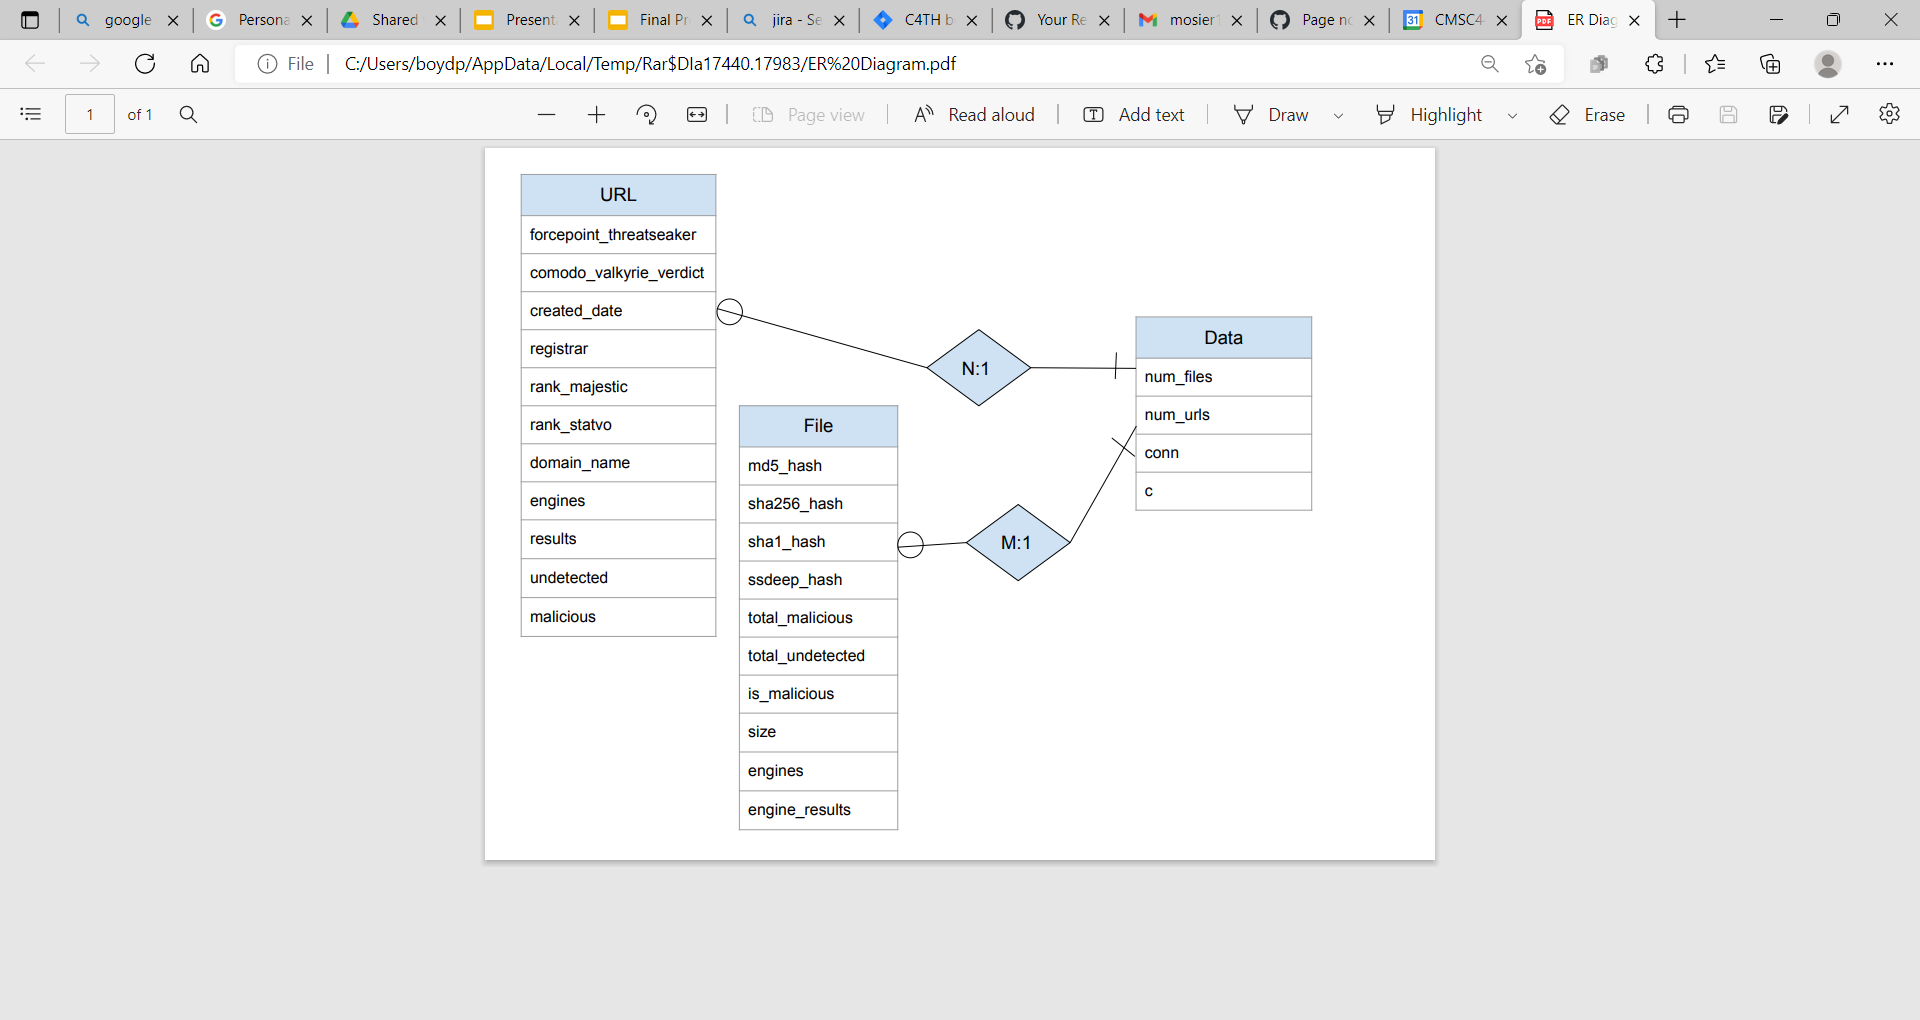 google
Persona
Shared
Present
Final Pr
jira - Se
C4TH b
Your Re
mosier1
Page no
CMSC4
ER Diag
File
C:/Users/boydp/AppData/Local/Temp/Rar$DIa17440.17983/ER%20Diagram.pdf
1 of 1
Page view
Read aloud
Add text
Draw
Highlight
Erase
URL
forcepoint_threatseaker
comodo_valkyrie_verdict
created_date
registrar
rank_majestic
rank_statvo
domain_name
engines
results
undetected
malicious
File
md5_hash
sha256_hash
sha1_hash
ssdeep_hash
total_malicious
total_undetected
is_malicious
size
engines
engine_results
N:1
M:1
Data
num_files
num_urls
conn
c